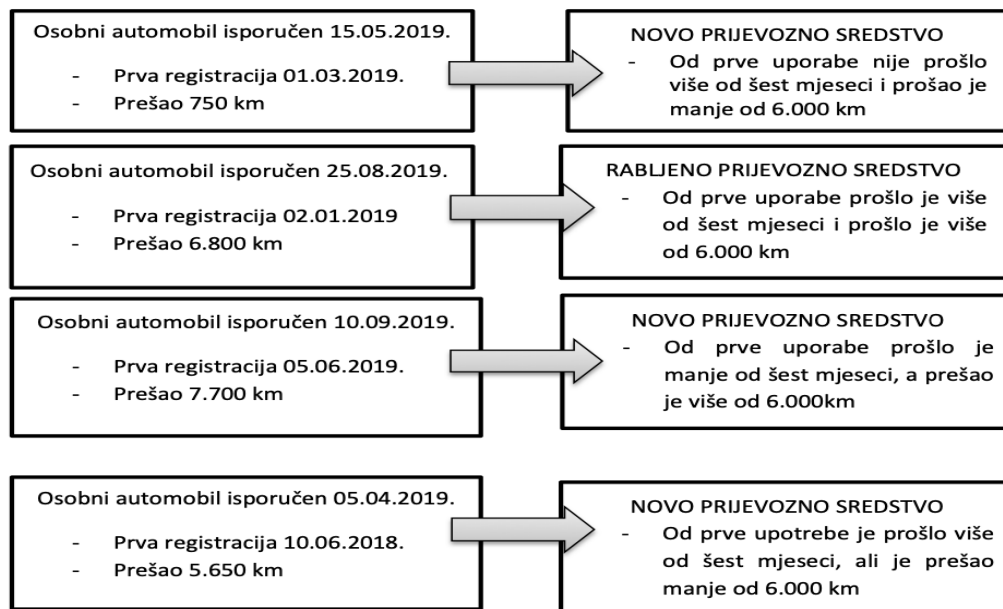 Osobni automobil isporučen 15.05.2019.
- Prva registracija 01.03.2019.
- Prešao 750 km
NOVO PRIJEVOZNO SREDSTVO
- Od prve uporabe nije prošlo
više od šest mjeseci i prošao je
manje od 6.000 km
Osobni automobil isporučen 25.08.2019.
- Prva registracija 02.01.2019
- Prešao 6.800 km
RABLJENO PRIJEVOZNO SREDSTVO
- Od prve uporabe prošlo je više
od šest mjeseci i prošlo je više
od 6.000 km
Osobni automobil isporučen 10.09.2019.
- Prva registracija 05.06.2019.
- Prešao 7.700 km
NOVO PRIJEVOZNO SREDSTVO
- Od prve uporabe prošlo je
manje od šest mjeseci, a prešao
je više od 6.000km
Osobni automobil isporučen 05.04.2019.
- Prva registracija 10.06.2018.
- Prešao 5.650 km
NOVO PRIJEVOZNO SREDSTVO
- Od prve upotrebe je prošlo više
od šest mjeseci, ali je prešao
manje od 6.000 km